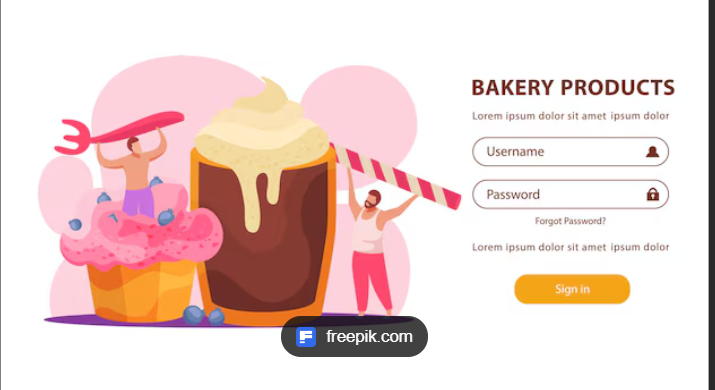 BAKERY PRODUCTS
Lorem ipsum dolor sit amet ipsum dolor
Username
Password
Forgot Password?
Lorem ipsum dolor sit amet ipsum dolor
Sign in
freepik.com